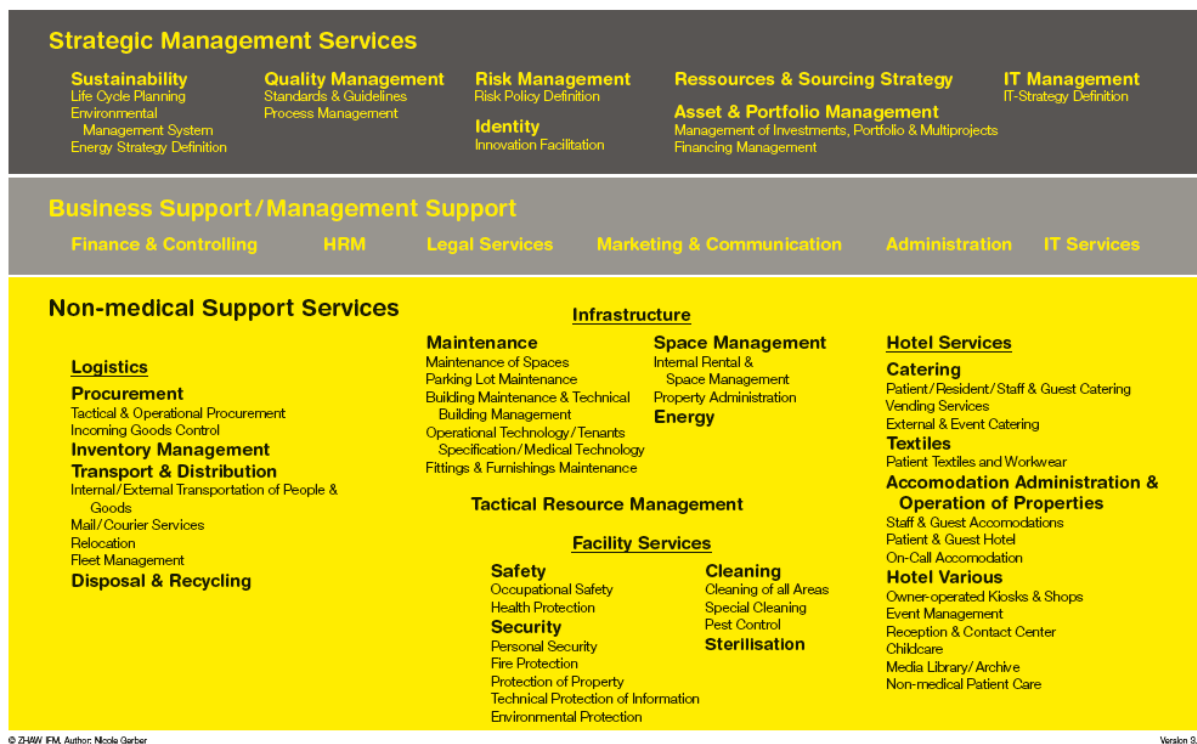 Strategic Management Services
Sustainability
Life Cycle Planning
Environmental
Management System
Energy Strategy Definition
Quality Management
Standards & Guidelines
Process Management
Risk Management
Risk Policy Definition
Identity
Innovation Facilitation
Ressources & Sourcing Strategy
Asset & Portfolio Management
Management of Investments, Portfolio & Multiprojects
Financing Management
IT Management
IT-Strategy Definition
Business Support/Management Support
Finance & Controlling
HRM
Legal Services
Marketing & Communication
Administration
IT Services
Non-medical Support Services
Logistics
Procurement
Tactical & Operational Procurement
Incoming Goods Control
Inventory Management
Transport & Distribution
Internal/External Transportation of People &
Goods
Mail/Courier Services
Relocation
Fleet Management
Disposal & Recycling
Infrastructure
Maintenance
Maintenance of Spaces
Parking Lot Maintenance
Building Maintenance & Technical
Building Management
Operational Technology/Tenants
Specification/Medical Technology
Fittings & Furnishings Maintenance
Space Management
Internal Rental &
Space Management
Property Administration
Energy
Tactical Resource Management
Facility Services
Safety
Occupational Safety
Health Protection
Security
Personal Security
Fire Protection
Protection of Property
Technical Protection of Information
Environmental Protection
Cleaning
Cleaning of all Areas
Special Cleaning
Pest Control
Sterilisation
Hotel Services
Catering
Patient/Resident/Staff & Guest Catering
Vending Services
External & Event Catering
Textiles
Patient Textiles and Workwear
Accomodation Administration &
Operation of Properties
Staff & Guest Accomodations
Patient & Guest Hotel
On-Call Accomodation
Hotel Various
Owner-operated Kiosks & Shops
Event Management
Reception & Contact Center
Childcare
Media Library/Archive
Non-medical Patient Care
© ZHAW IFM, Author: Nicole Gerber
Version 3.